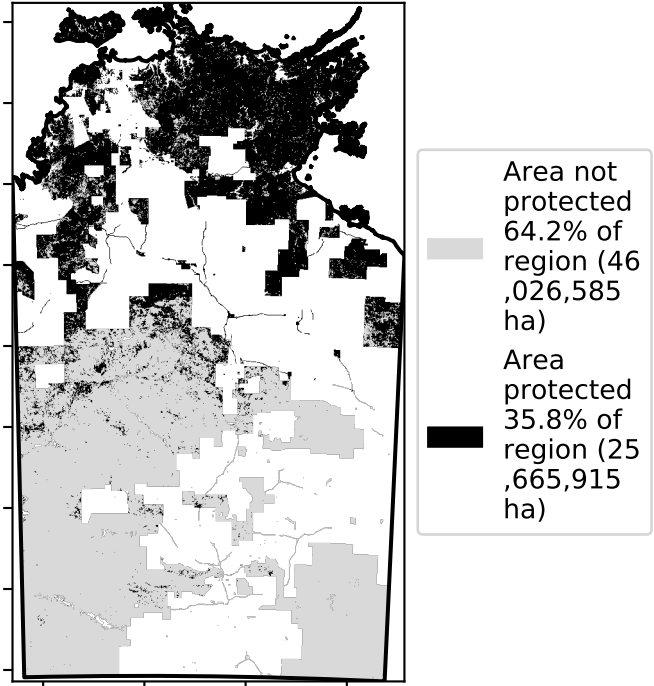 Area not
protected
64.2% of
region (46
,026,585
ha)
Area
protected
35.8% of
region (25
,665,915
ha)